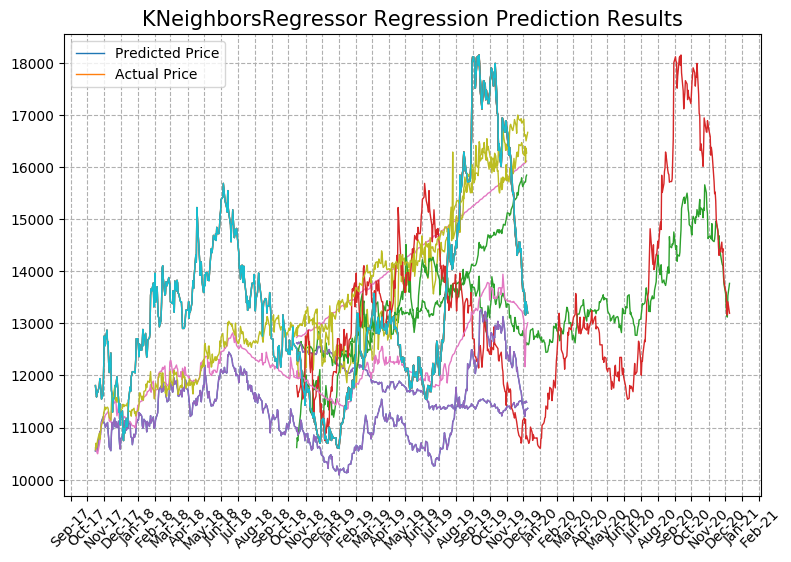 KNeighborsRegressor Regression Prediction Results
Predicted Price
Actual Price
18000
17000
16000
15000
14000
13000
12000
11000
10000
Sep-17
Oct-17
Nov-17
Dec-17
Jan-18
Feb-18
Mar-18
Apr-18
May-18
Jun-18
Jul-18
Aug-18
Sep-18
Oct-18
Nov-18
Dec-18
Jan-19
Feb-19
Mar-19
Apr-19
May-19
Jun-19
Jul-19
Aug-19
Sep-19
Oct-19
Nov-19
Dec-19
Jan-20
Feb-20
Mar-20
Apr-20
May-20
Jun-20
Jul-20
Aug-20
Sep-20
Oct-20
Nov-20
Dec-20
Jan-21
Feb-21